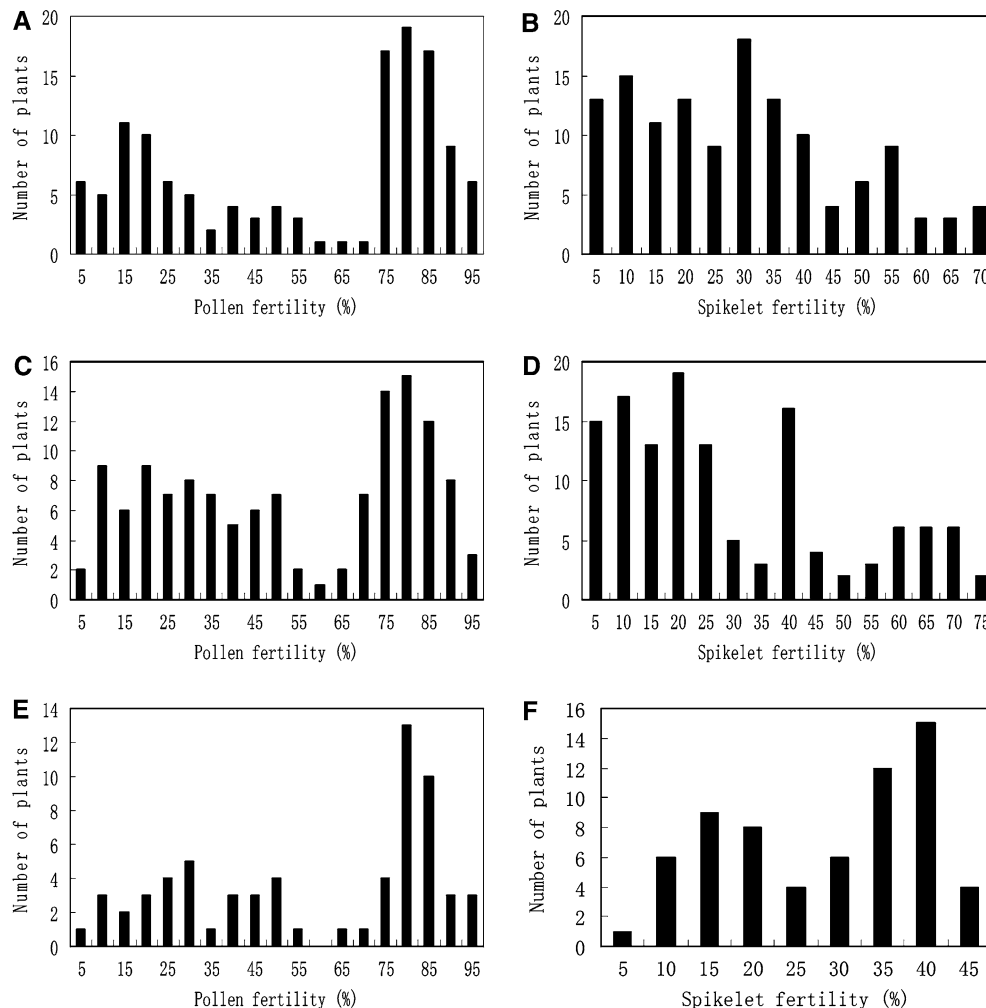 A
Number of plants
20
15
10
5
0
5 15 25 35 45 55 65 75 85 95
Pollen fertility (%)
B
Number of plants
20
15
10
5
0
5 10 15 20 25 30 35 40 45 50 55 60 65 70
Spikelet fertility (%)
C
Number of plants
16
14
12
10
8
6
4
2
0
5 15 25 35 45 55 65 75 85 95
Pollen fertility (%)
D
Number of plants
20
15
10
5
0
5 10 15 20 25 30 35 40 45 50 55 60 65 70 75
Spikelet fertility (%)
E
Number of plants
14
12
10
8
6
4
2
0
5 15 25 35 45 55 65 75 85 95
Pollen fertility (%)
F
Number of plants
16
14
12
10
8
6
4
2
0
5 10 15 20 25 30 35 40 45
Spikelet fertility (%)